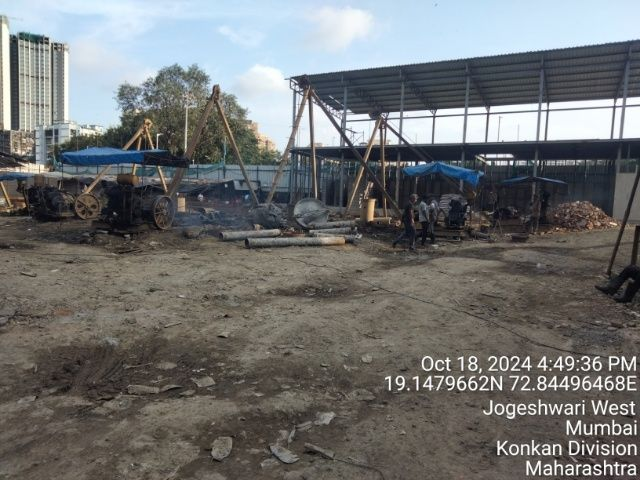 Oct 18, 2024 4:49:36 PM
19.1479662N 72.84496468E
Jogeshwari West
Mumbai
Konkan Division
Maharashtra